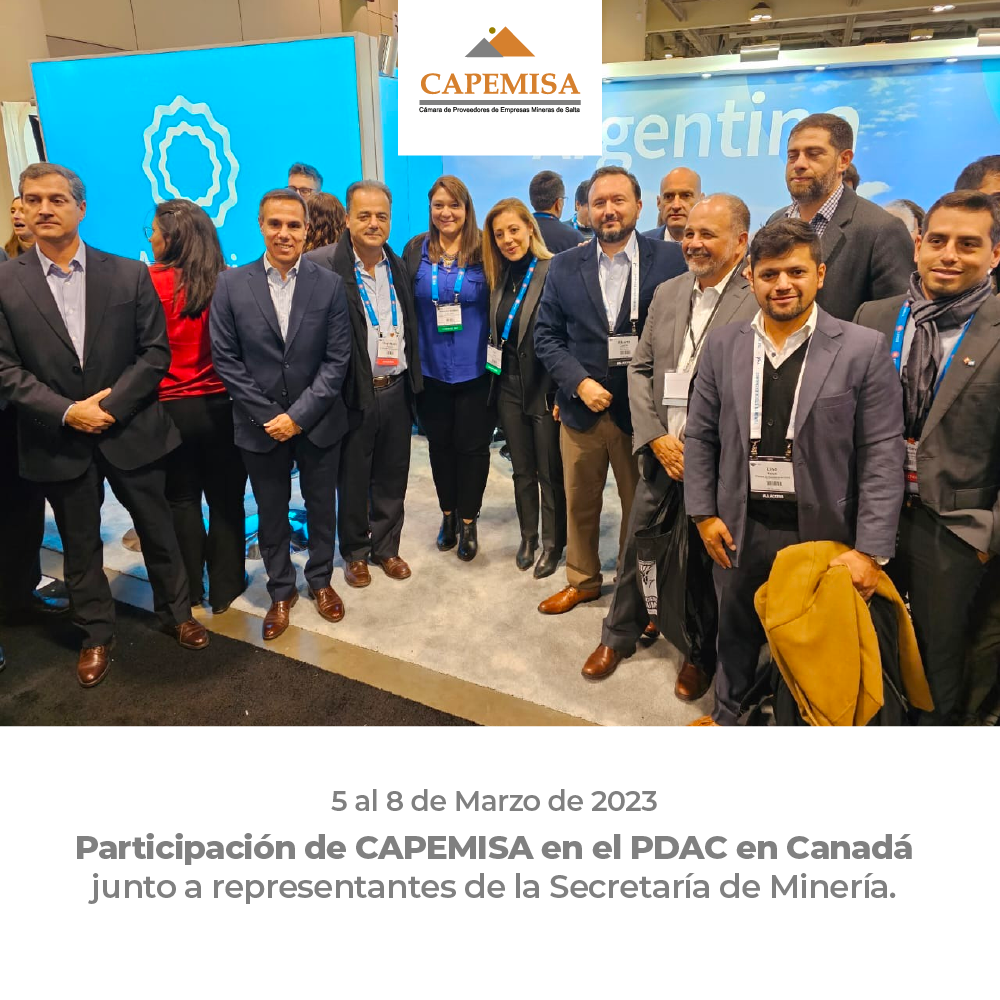 CAPEMISA
Cámara de Proveedores de Empresas Mineras de Salta
Argentina
5 al 8 de Marzo de 2023
Participación de CAPEMISA en el PDAC en Canadá
junto a representantes de la Secretaría de Minería.